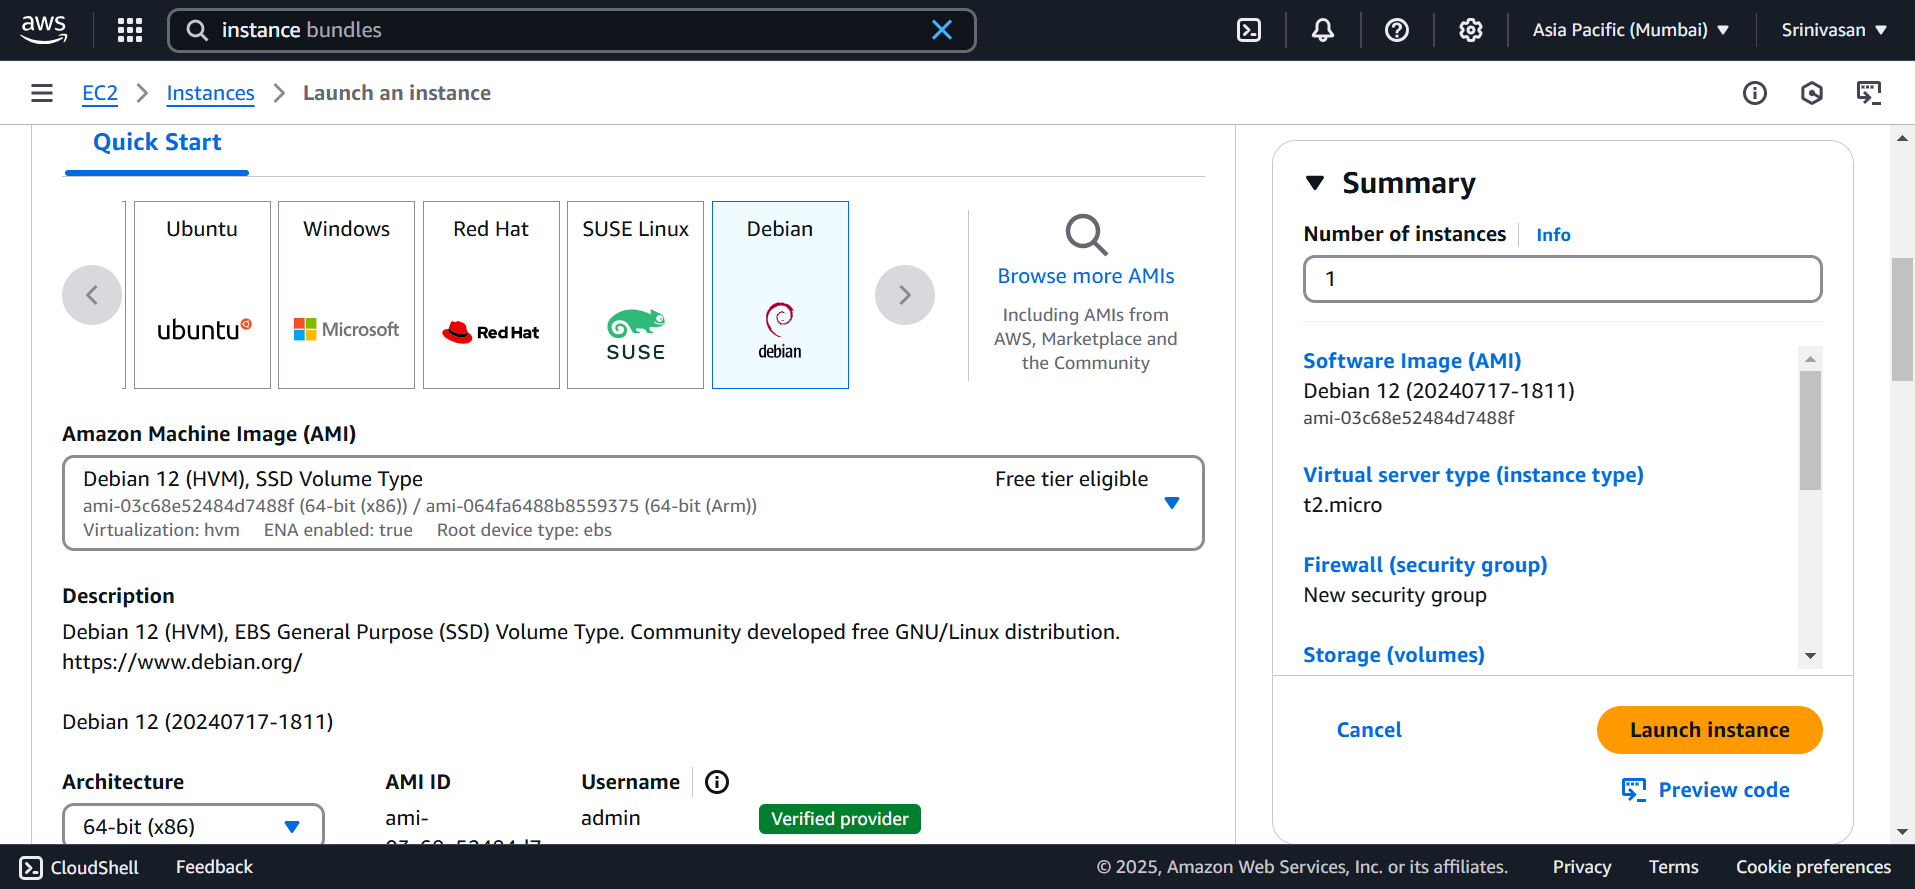 aws
instance bundles
Asia Pacific (Mumbai)
Srinivasan
EC2
Instances
Launch an instance
Quick Start
Ubuntu
ubuntu
Windows
Microsoft
Red Hat
Red Hat
SUSE Linux
SUSE
Debian
debian
Browse more AMIs
Including AMIs from
AWS, Marketplace and
the Community
Amazon Machine Image (AMI)
Debian 12 (HVM), SSD Volume Type
Free tier eligible
ami-03c68e52484d7488f (64-bit (x86)) / ami-064fa6488b8559375 (64-bit (Arm))
Virtualization: hvm ENA enabled: true Root device type: ebs
Description
Debian 12 (HVM), EBS General Purpose (SSD) Volume Type. Community developed free GNU/Linux distribution.
https://www.debian.org/
Debian 12 (20240717-1811)
Architecture
64-bit (x86)
AMI ID
ami-
03c68e52484d7
Username
admin
Verified provider
Summary
Number of instances
Info
1
Software Image (AMI)
Debian 12 (20240717-1811)
ami-03c68e52484d7488f
Virtual server type (instance type)
t2.micro
Firewall (security group)
New security group
Storage (volumes)
Cancel
Launch instance
Preview code
CloudShell
Feedback
© 2025, Amazon Web Services, Inc. or its affiliates.
Privacy
Terms
Cookie preferences